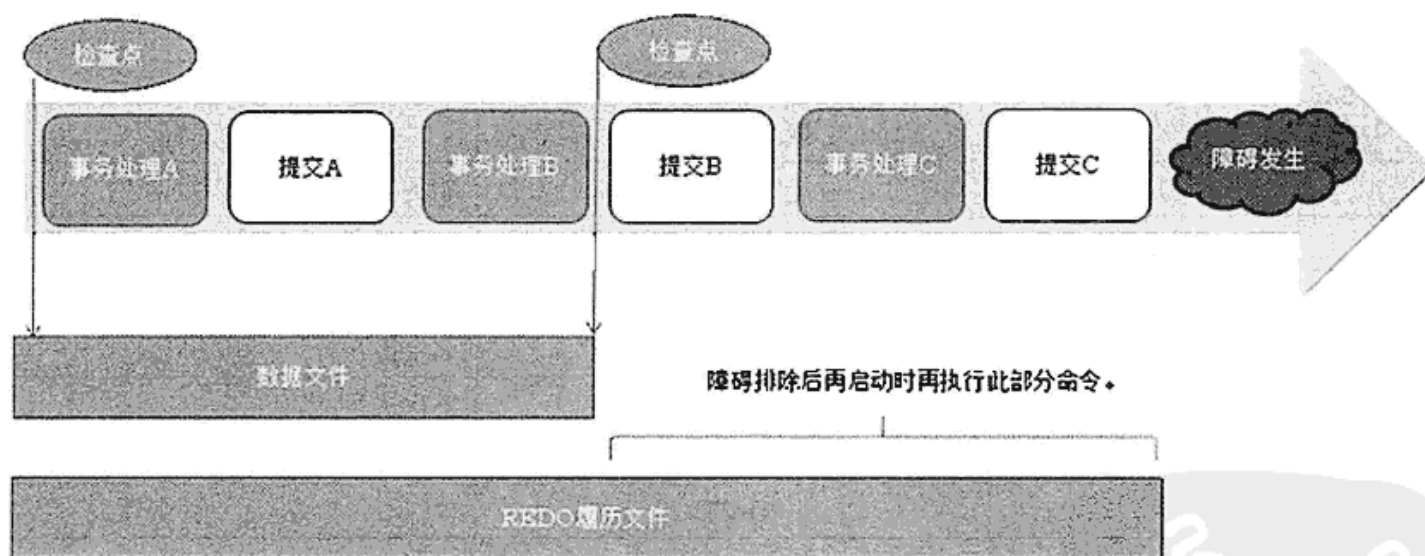 检查点
检查点
事务处理A
提交A
事务处理B
提交B
事务处理C
提交C
障碍发生
数据文件
障碍排除后再启动时再执行此部分命令。
REDO履历文件